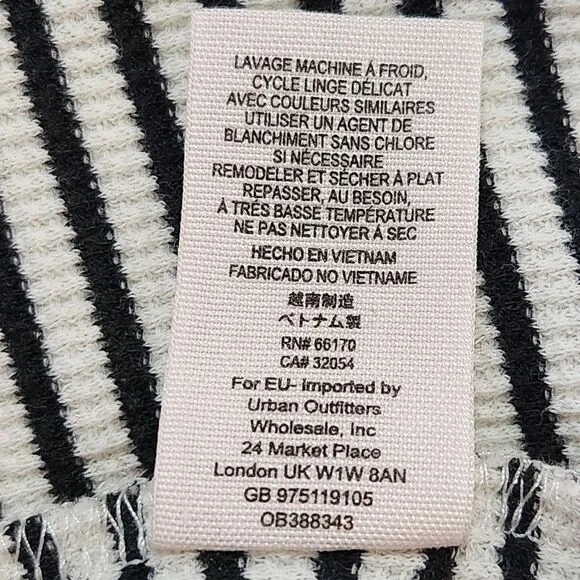 LAVAGE MACHINE À FROID,
CYCLE LINGE DÉLICAT
AVEC COULEURS SIMILAIRES
UTILISER UN AGENT DE
BLANCHIMENT SANS CHLORE
SI NÉCESSAIRE
REMODELER ET SÉCHER À PLAT
REPASSER, AU BESOIN,
À TRÉS BASSE TEMPÉRATURE
NE PAS NETTOYER À SEC
HECHO EN VIETNAM
FABRICADO NO VIETNAME
越南制造
ベトナム製
RN# 66170
CA# 32054
For EU- Imported by
Urban Outfitters
Wholesale, Inc
24 Market Place
London UK W1W 8AN
GB 975119105
OB388343